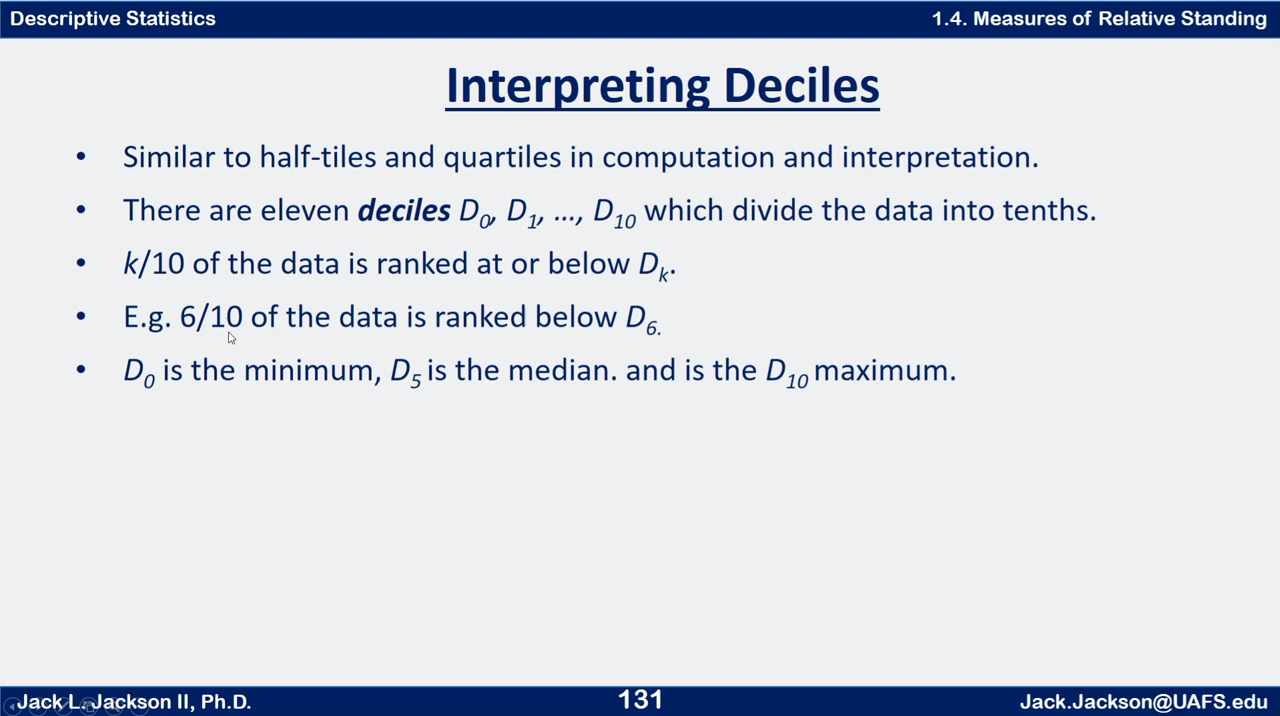 Descriptive Statistics
1.4. Measures of Relative Standing
Interpreting Deciles
• Similar to half-tiles and quartiles in computation and interpretation.
• There are eleven deciles D0, D1, ..., D10 which divide the data into tenths.
• k/10 of the data is ranked at or below Dk.
• E.g. 6/10 of the data is ranked below D6.
• D0 is the minimum, D5 is the median. and is the D10 maximum.
Jack L. Jackson II, Ph.D.
131
Jack.Jackson@UAFS.edu